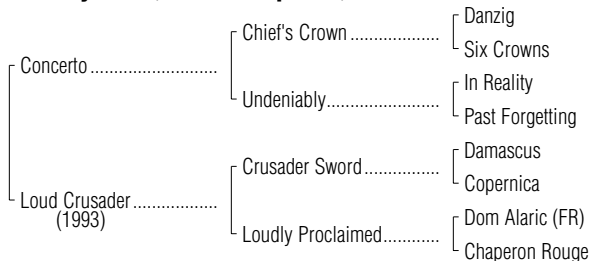 Danzig
Chief's Crown ...................
Six Crowns
Concerto ...........................
In Reality
Undeniably........................
Past Forgetting
Damascus
Crusader Sword................
Copernica
Loud Crusader ..................
(1993)
Dom Alaric (FR)
Loudly Proclaimed............
Chaperon Rouge